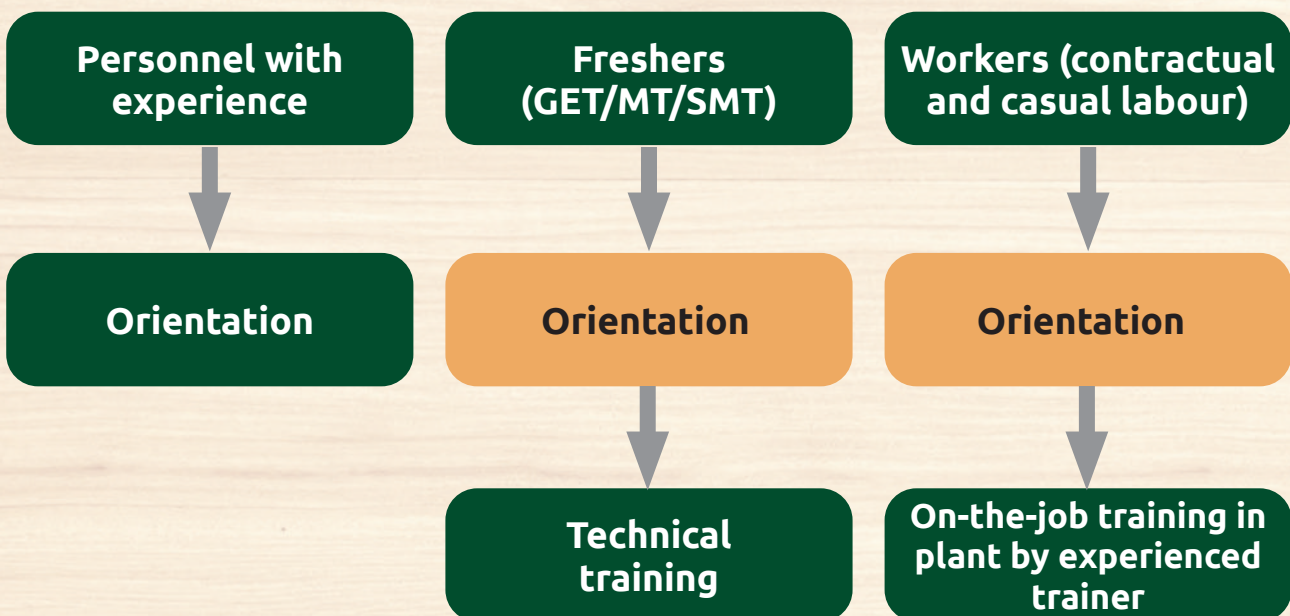 Personnel with
experience
Freshers
(GET/MT/SMT)
Workers (contractual
and casual labour)
Orientation
Orientation
Orientation
Technical
training
On-the-job training in
plant by experienced
trainer